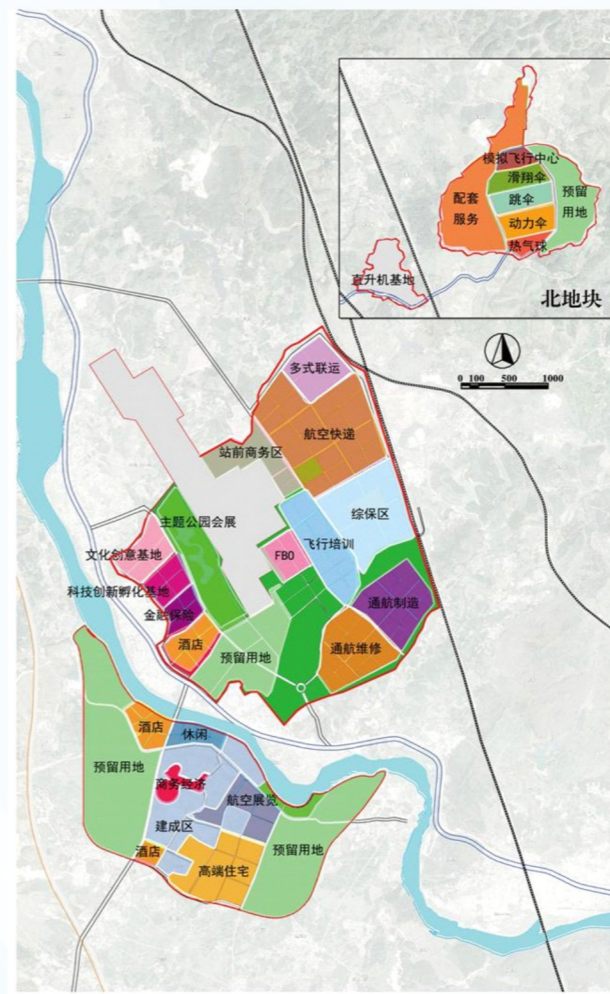 模拟飞行中心
滑翔伞
配套
服务
跳伞
预留
用地
动力伞
热气球
直升机基地
北地块
0 100 500 1000
多式联运
航空快递
站前商务区
综保区
主题公园会展
飞行培训
FBO
文化创意基地
科技创新孵化基地
金融保险
通航制造
酒店
预留用地
通航维修
酒店
休闲
预留用地
商务经济
航空展览
建成区
酒店
预留用地
高端住宅